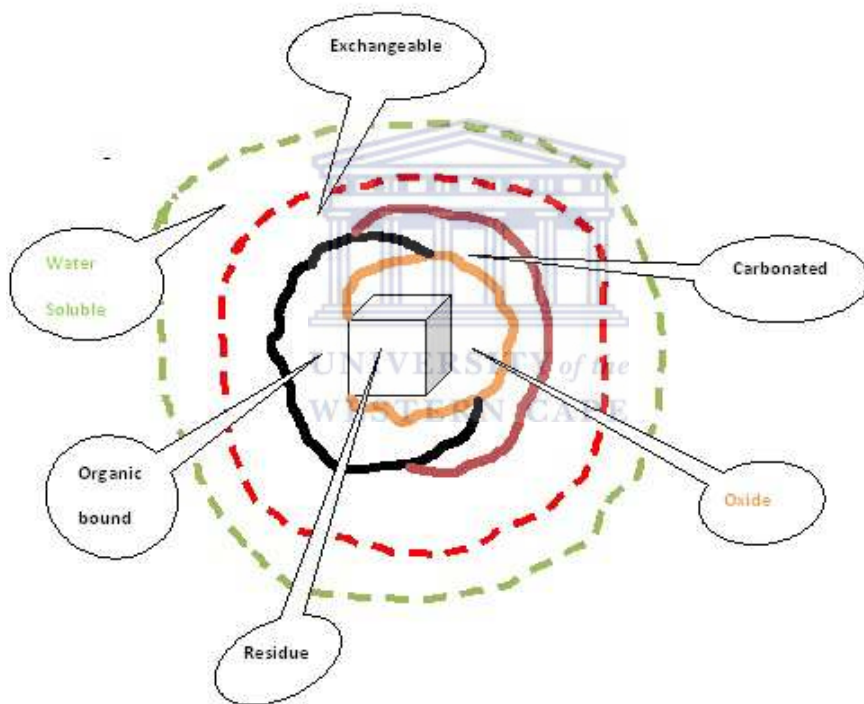 Exchangeable
Water
Soluble
Carbonated
UNIVERSITY of the
WESTERN CAPE
Organic
bound
Oxide
Residue